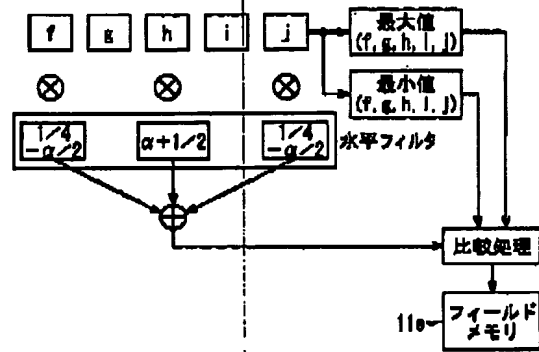 f g h i j
最大値
(f,g,h,i,j)
最小値
(f,g,h,i,j)
1/4
-α/2
α+1/2
1/4
-α/2
水平フィルタ
比較処理
11e
フィールド
メモリ